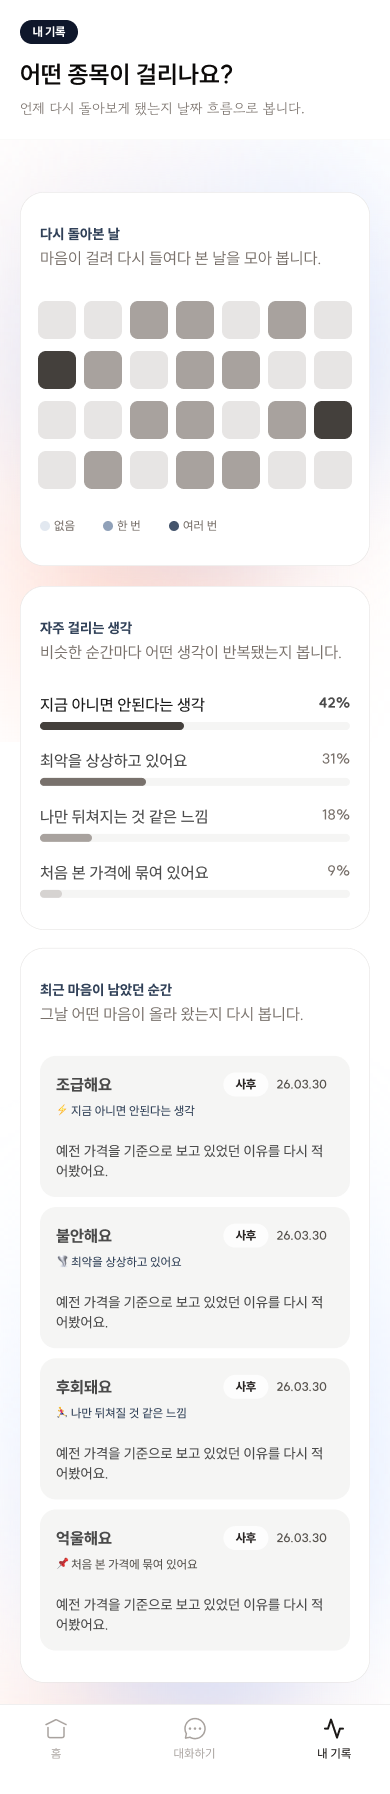 내 기록
어떤 종목이 걸리나요?
언제 다시 돌아보게 됐는지 날짜 흐름으로 봅니다.
다시 돌아본 날
마음이 걸려 다시 들여다 본 날을 모아 봅니다.
없음
한 번
여러 번
자주 걸리는 생각
비슷한 순간마다 어떤 생각이 반복됐는지 봅니다.
지금 아니면 안된다는 생각 42%
최악을 상상하고 있어요 31%
나만 뒤쳐지는 것 같은 느낌 18%
처음 본 가격에 묶여 있어요 9%
최근 마음이 남았던 순간
그날 어떤 마음이 올라 왔는지 다시 봅니다.
조급해요 사후 26.03.30
⚡ 지금 아니면 안된다는 생각
예전 가격을 기준으로 보고 있었던 이유를 다시 적
어봤어요.
불안해요 사후 26.03.30
최악을 상상하고 있어요
예전 가격을 기준으로 보고 있었던 이유를 다시 적
어봤어요.
후회돼요 사후 26.03.30
나만 뒤쳐질 것 같은 느낌
예전 가격을 기준으로 보고 있었던 이유를 다시 적
어봤어요.
억울해요 사후 26.03.30
📌 처음 본 가격에 묶여 있어요
예전 가격을 기준으로 보고 있었던 이유를 다시 적
어봤어요.
홈
대화하기
내 기록